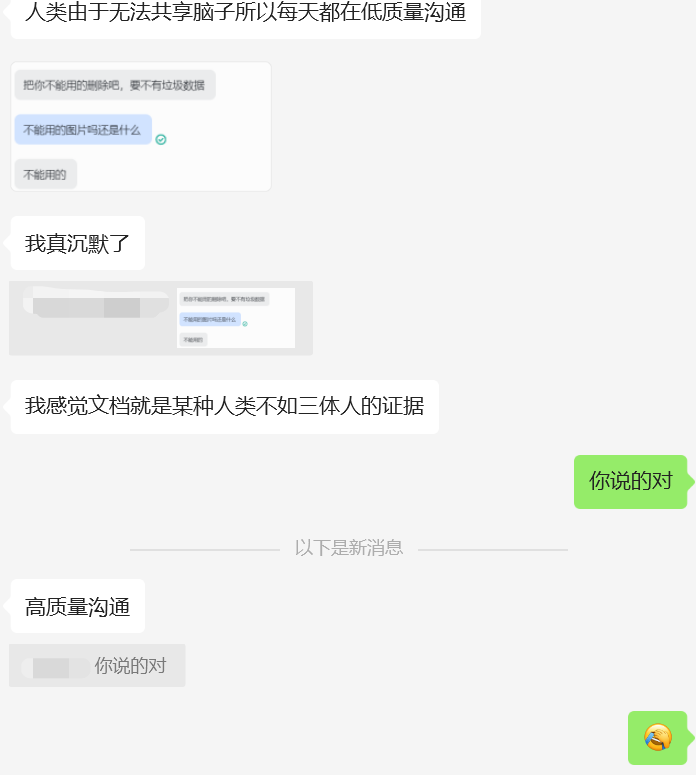 人类由于无法共享脑子所以每天都在低质量沟通
把你不能用的删除吧，要不有垃圾数据
不能用的图片吗还是什么
不能用的
我真沉默了
把你不能用的删除吧，要不有垃圾数据
不能用的图片吗还是什么
不能用的
我感觉文档就是某种人类不如三体人的证据
你说的对
以下是新消息
高质量沟通
你说的对